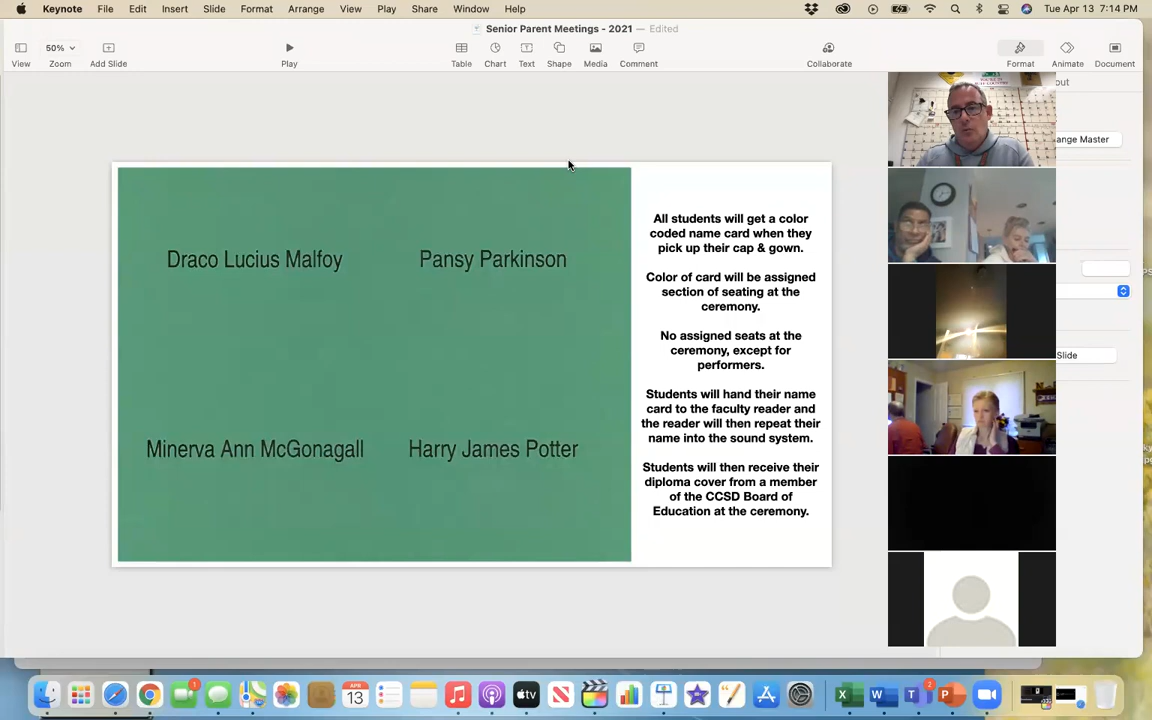 Keynote File Edit Insert Slide Format Arrange View Play Share Window Help Tue Apr 13 7:14 PM
Senior Parent Meetings - 2021 — Edited
50%
View Zoom Add Slide Play Table Chart Text Shape Media Comment Collaborate Format Animate Document
out
ange Master
Slide
Draco Lucius Malfoy Pansy Parkinson
Minerva Ann McGonagall Harry James Potter
All students will get a color
coded name card when they
pick up their cap & gown.
Color of card will be assigned
section of seating at the
ceremony.
No assigned seats at the
ceremony, except for
performers.
Students will hand their name
card to the faculty reader and
the reader will then repeat their
name into the sound system.
Students will then receive their
diploma cover from a member
of the CCSD Board of
Education at the ceremony.
1
APR
13
tv
2